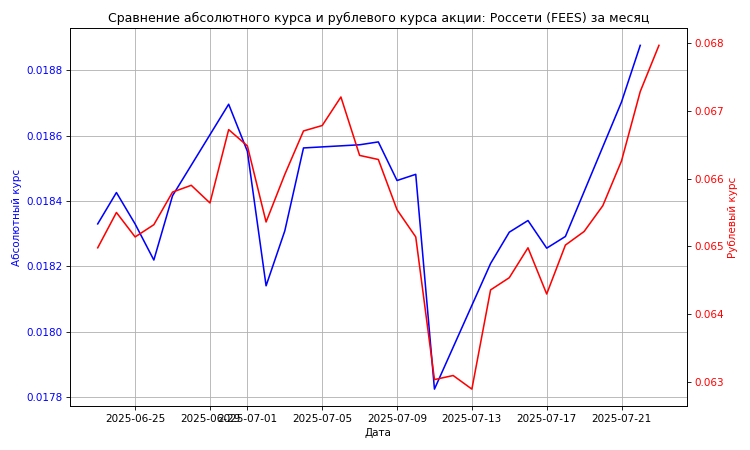 Сравнение абсолютного курса и рублевого курса акции: Россети (FEES) за месяц
Абсолютный курс
0.0188
0.0186
0.0184
0.0182
0.0180
0.0178
0.068
0.067
0.066
0.065
0.064
0.063
Рублевый курс
2025-06-25 2025-06-29 2025-07-01 2025-07-05 2025-07-09 2025-07-13 2025-07-17 2025-07-21
Дата